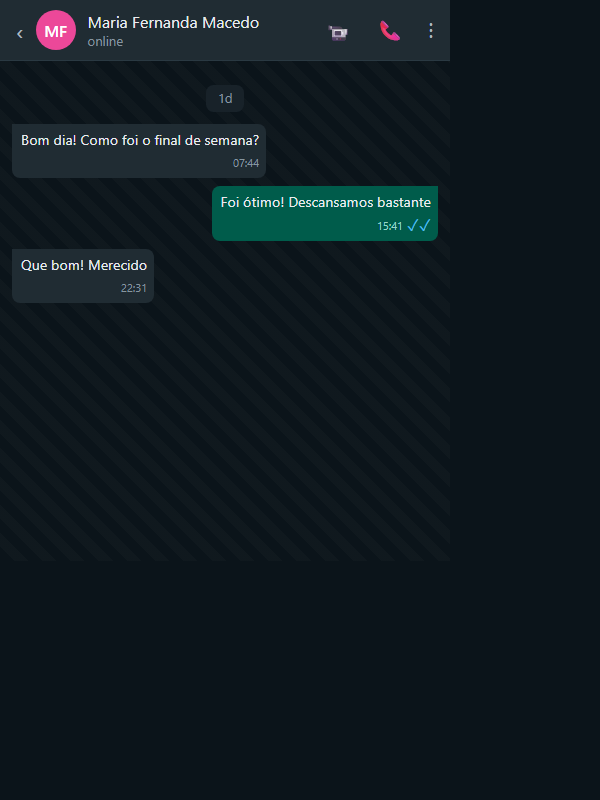 MF
Maria Fernanda Macedo
online
1d
Bom dia! Como foi o final de semana?
07:44
Foi ótimo! Descansamos bastante
15:41 ✓✓
Que bom! Merecido
22:31